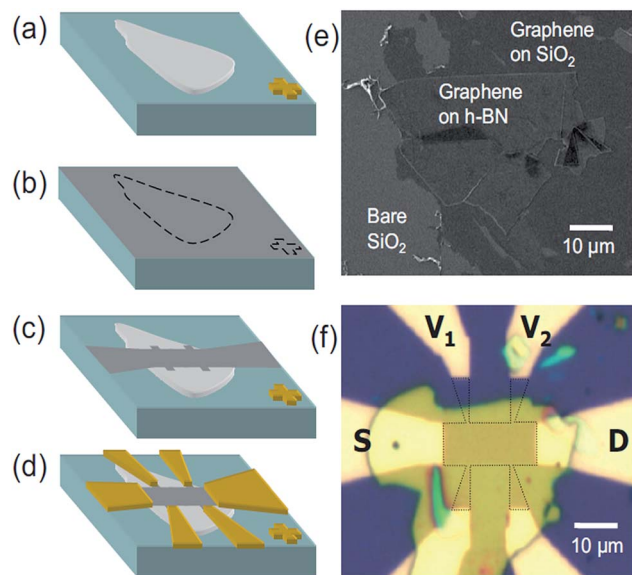 (a)
(b)
(c)
(d)
(e)
Graphene
on SiO₂
Graphene
on h-BN
Bare
SiO₂
10 µm
(f)
V₁
V₂
S
D
10 µm